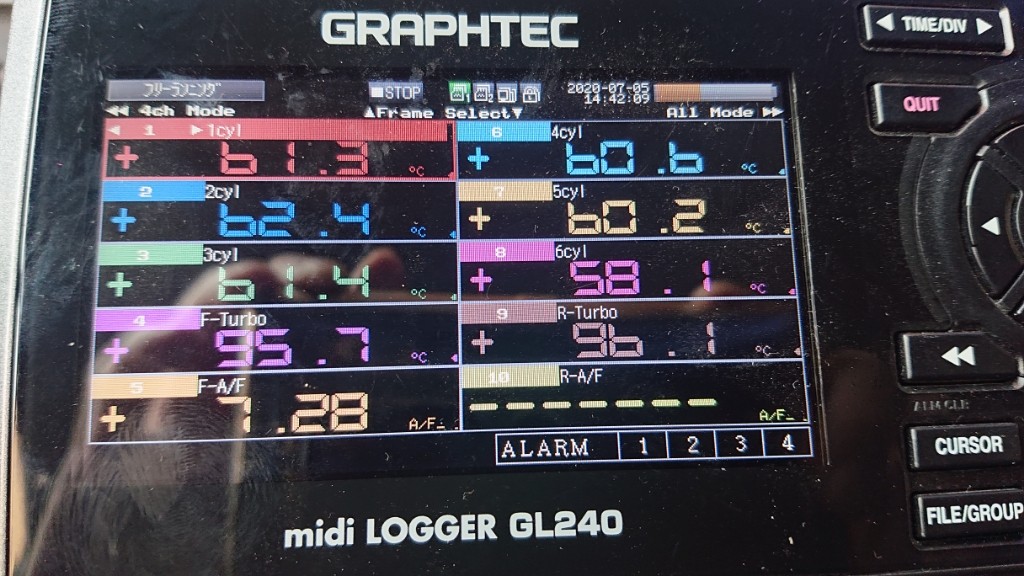 GRAPHTEC
◀ TIME/DIV ▶
フリーランニング STOP 2020-07-05 14:42:09
QUIT
◀◀ 4ch Mode ▲Frame Select▼ All Mode ▶▶
◀ 1 ▶ 1cyl
+ 61.3 °C
6 4cyl
+ 60.6 °C
2 2cyl
+ 62.4 °C
7 5cyl
+ 60.2 °C
3 3cyl
+ 61.4 °C
8 6cyl
+ 58.1 °C
4 F-Turbo
+ 95.7 °C
9 R-Turbo
+ 96.1 °C
5 F-A/F
+ 7.28 A/F
10 R-A/F
------- A/F
ALARM 1 2 3 4
ALM CLR
CURSOR
FILE/GROUP
midi LOGGER GL240